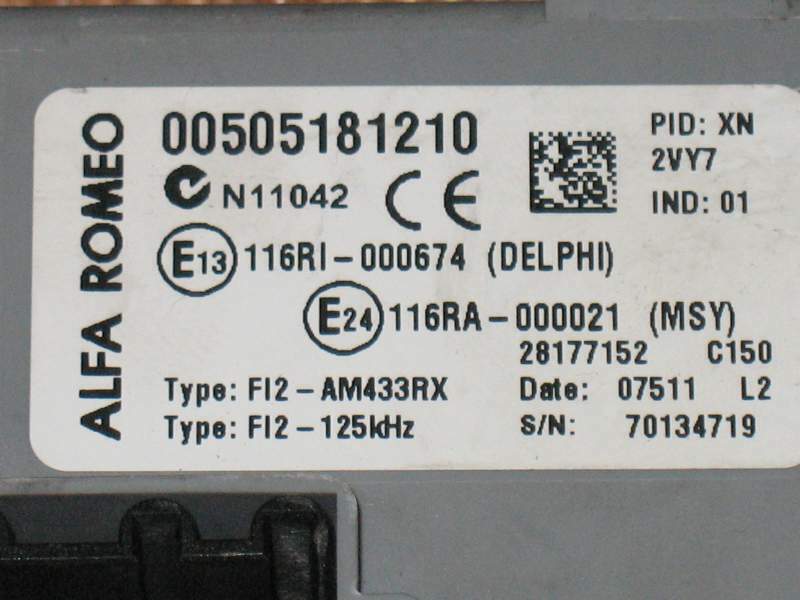 ALFA ROMEO
00505181210
N11042 CE
E13 116RI-000674 (DELPHI)
E24 116RA-000021 (MSY)
28177152 C150
Type: FI2-AM433RX Date: 07511 L2
Type: FI2-125kHz S/N: 70134719
PID: XN
2VY7
IND: 01